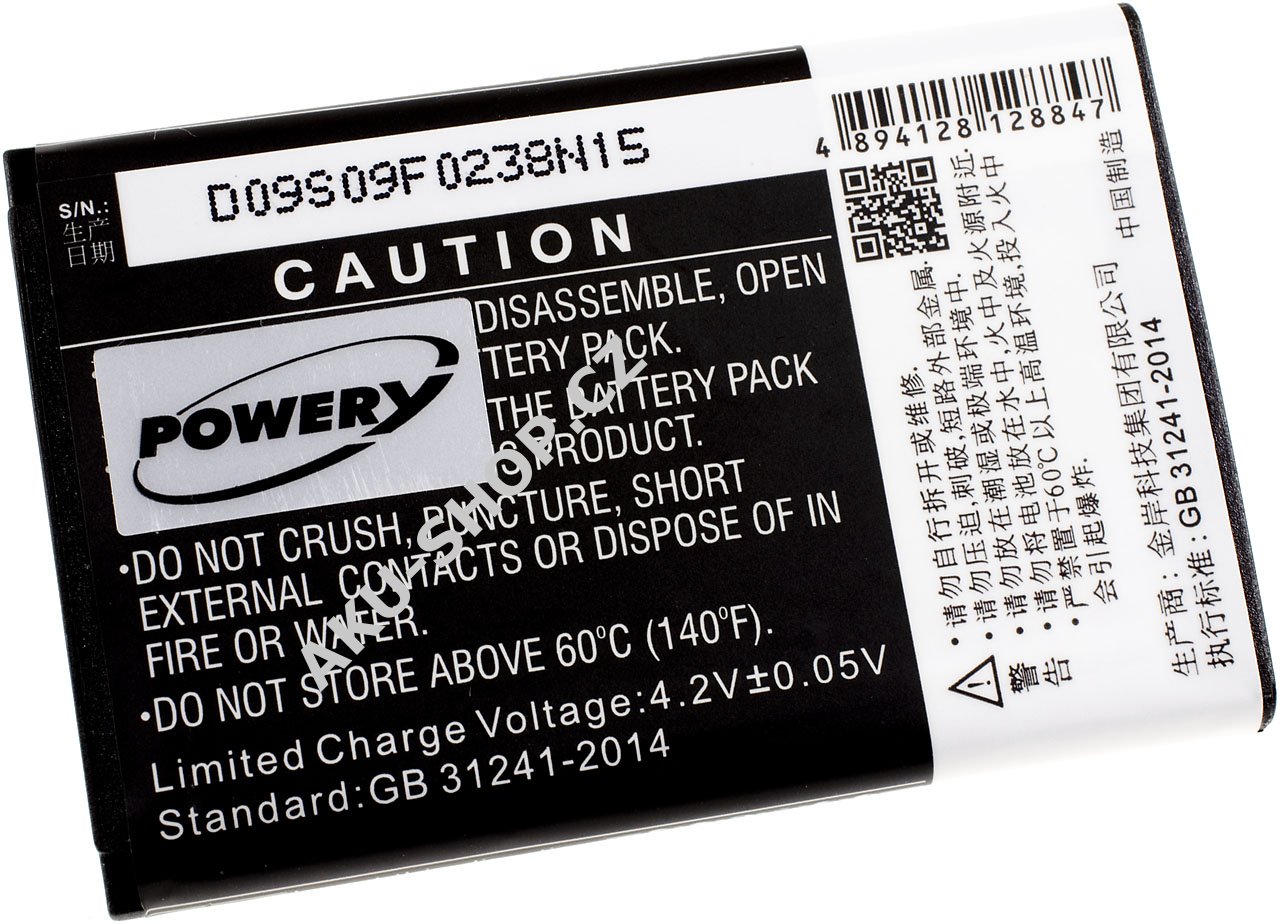 S/N.:
生产
日期
D09S09F0238N15
CAUTION
DISASSEMBLE, OPEN
TERY PACK.
THE BATTERY PACK
PRODUCT.
POWERY
•DO NOT CRUSH, PUNCTURE, SHORT
EXTERNAL CONTACTS OR DISPOSE OF IN
FIRE OR WATER.
•DO NOT STORE ABOVE 60°C (140°F).
Limited Charge Voltage:4.2V±0.05V
Standard:GB 31241-2014
AKU-SHOP.CZ
4 894128 128847
警告
•请勿自行拆开或维修.
•请勿压迫,刺破,短路外部金属.
•请勿放在潮湿或极端环境中.
•请勿将电池放在水中,火中及火源附近.
•严禁置于60℃以上高温环境,投入火中
会引起爆炸.
生产商: 金岸科技集团有限公司
执行标准: GB 31241-2014
中国制造